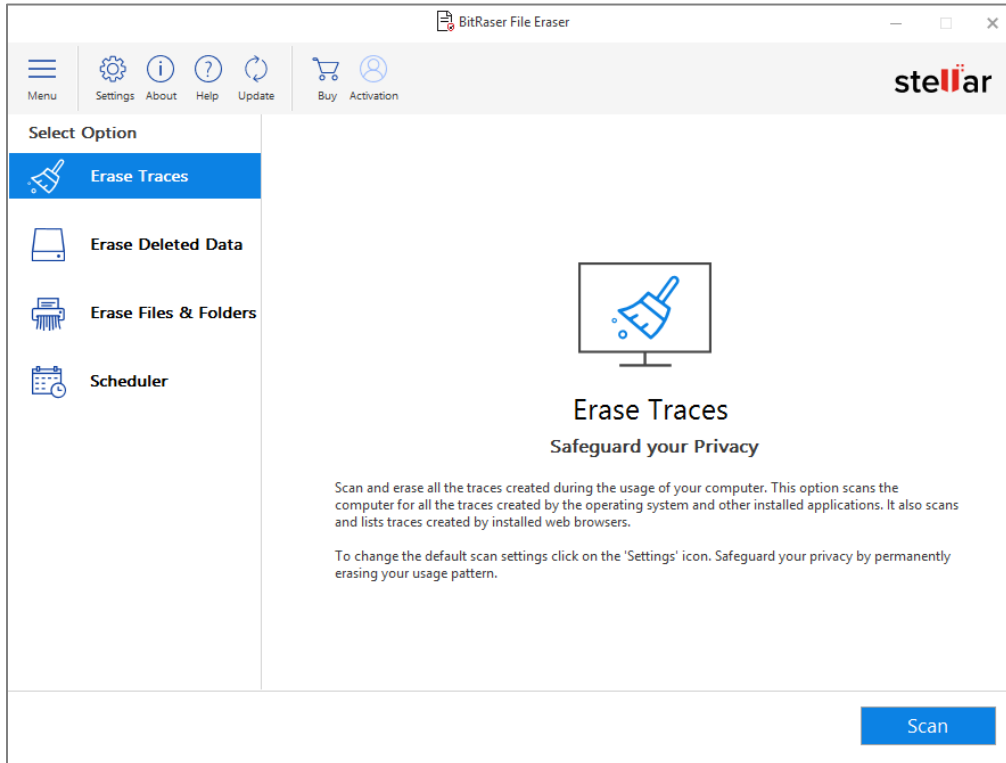 BitRaser File Eraser
Menu
Settings
About
Help
Update
Buy
Activation
stellar
Select Option
Erase Traces
Erase Deleted Data
Erase Files & Folders
Scheduler
Erase Traces
Safeguard your Privacy
Scan and erase all the traces created during the usage of your computer. This option scans the
computer for all the traces created by the operating system and other installed applications. It also scans
and lists traces created by installed web browsers.
To change the default scan settings click on the 'Settings' icon. Safeguard your privacy by permanently
erasing your usage pattern.
Scan